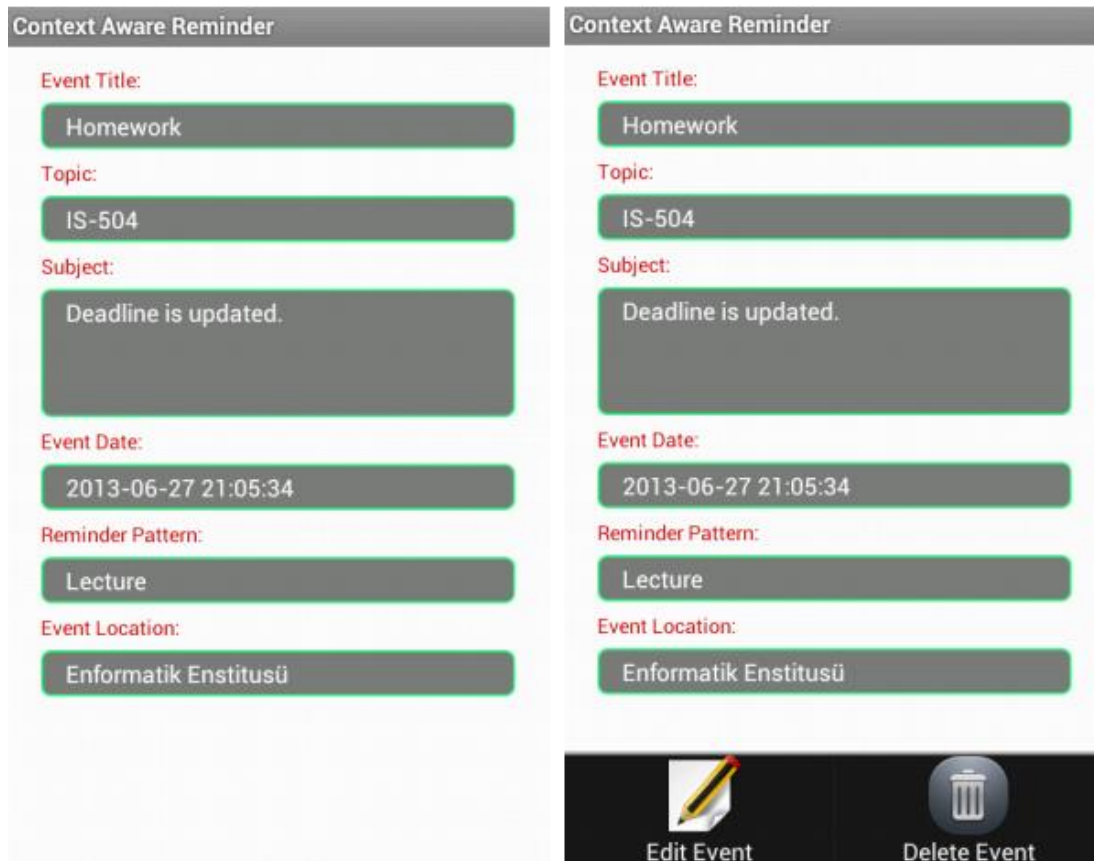 Context Aware Reminder
Event Title:
Homework
Topic:
IS-504
Subject:
Deadline is updated.
Event Date:
2013-06-27 21:05:34
Reminder Pattern:
Lecture
Event Location:
Enformatik Enstitusü
Context Aware Reminder
Event Title:
Homework
Topic:
IS-504
Subject:
Deadline is updated.
Event Date:
2013-06-27 21:05:34
Reminder Pattern:
Lecture
Event Location:
Enformatik Enstitusü
Edit Event
Delete Event